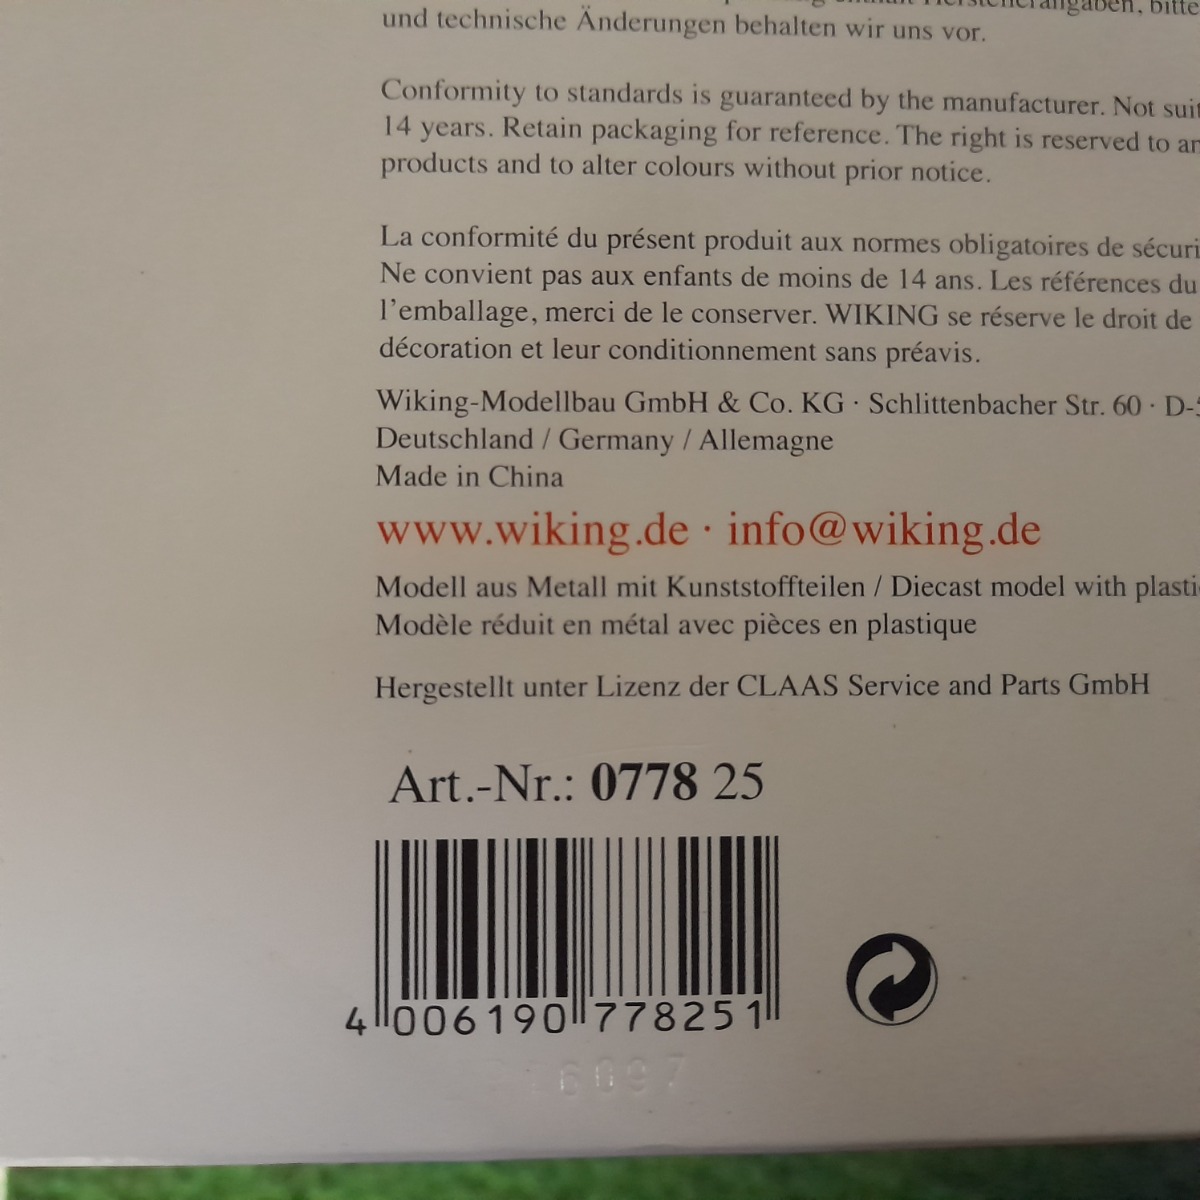 und technische Änderungen behalten wir uns vor.
Conformity to standards is guaranteed by the manufacturer. Not suit
14 years. Retain packaging for reference. The right is reserved to
products and to alter colours without prior notice.
La conformité du présent produit aux normes obligatoires de sécuri
Ne convient pas aux enfants de moins de 14 ans. Les références du
l'emballage, merci de le conserver. WIKING se réserve le droit de
décoration et leur conditionnement sans préavis.
Wiking-Modellbau GmbH & Co. KG · Schlittenbacher Str. 60 · D-
Deutschland / Germany / Allemagne
Made in China
www.wiking.de · info@wiking.de
Modell aus Metall mit Kunststoffteilen / Diecast model with plasti
Modèle réduit en métal avec pièces en plastique
Hergestellt unter Lizenz der CLAAS Service and Parts GmbH
Art.-Nr.: 0778 25
4 006190 778251